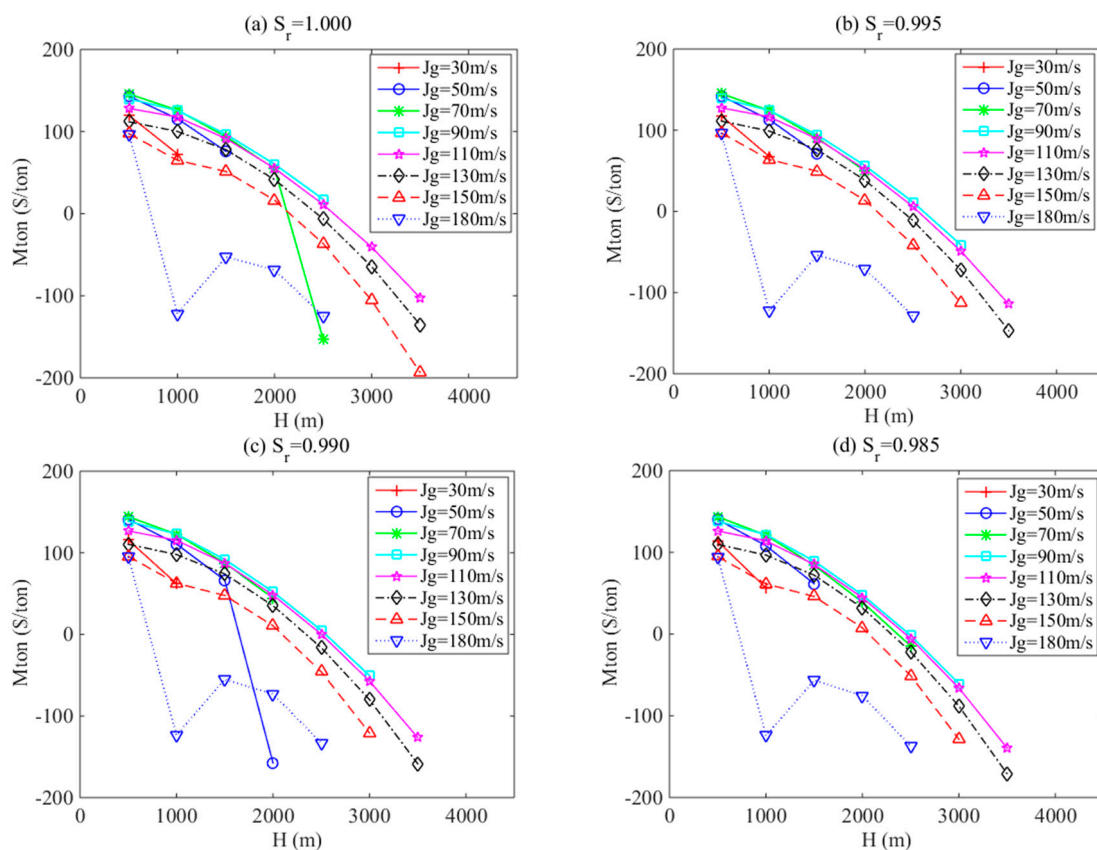 (a) S_r=1.000
200
100
0
-100
-200
Mton (S/ton)
0 1000 2000 3000 4000
H (m)
Jg=30m/s
Jg=50m/s
Jg=70m/s
Jg=90m/s
Jg=110m/s
Jg=130m/s
Jg=150m/s
Jg=180m/s
(b) S_r=0.995
200
100
0
-100
-200
Mton (S/ton)
0 1000 2000 3000 4000
H (m)
Jg=30m/s
Jg=50m/s
Jg=70m/s
Jg=90m/s
Jg=110m/s
Jg=130m/s
Jg=150m/s
Jg=180m/s
(c) S_r=0.990
200
100
0
-100
-200
Mton (S/ton)
0 1000 2000 3000 4000
H (m)
Jg=30m/s
Jg=50m/s
Jg=70m/s
Jg=90m/s
Jg=110m/s
Jg=130m/s
Jg=150m/s
Jg=180m/s
(d) S_r=0.985
200
100
0
-100
-200
Mton (S/ton)
0 1000 2000 3000 4000
H (m)
Jg=30m/s
Jg=50m/s
Jg=70m/s
Jg=90m/s
Jg=110m/s
Jg=130m/s
Jg=150m/s
Jg=180m/s